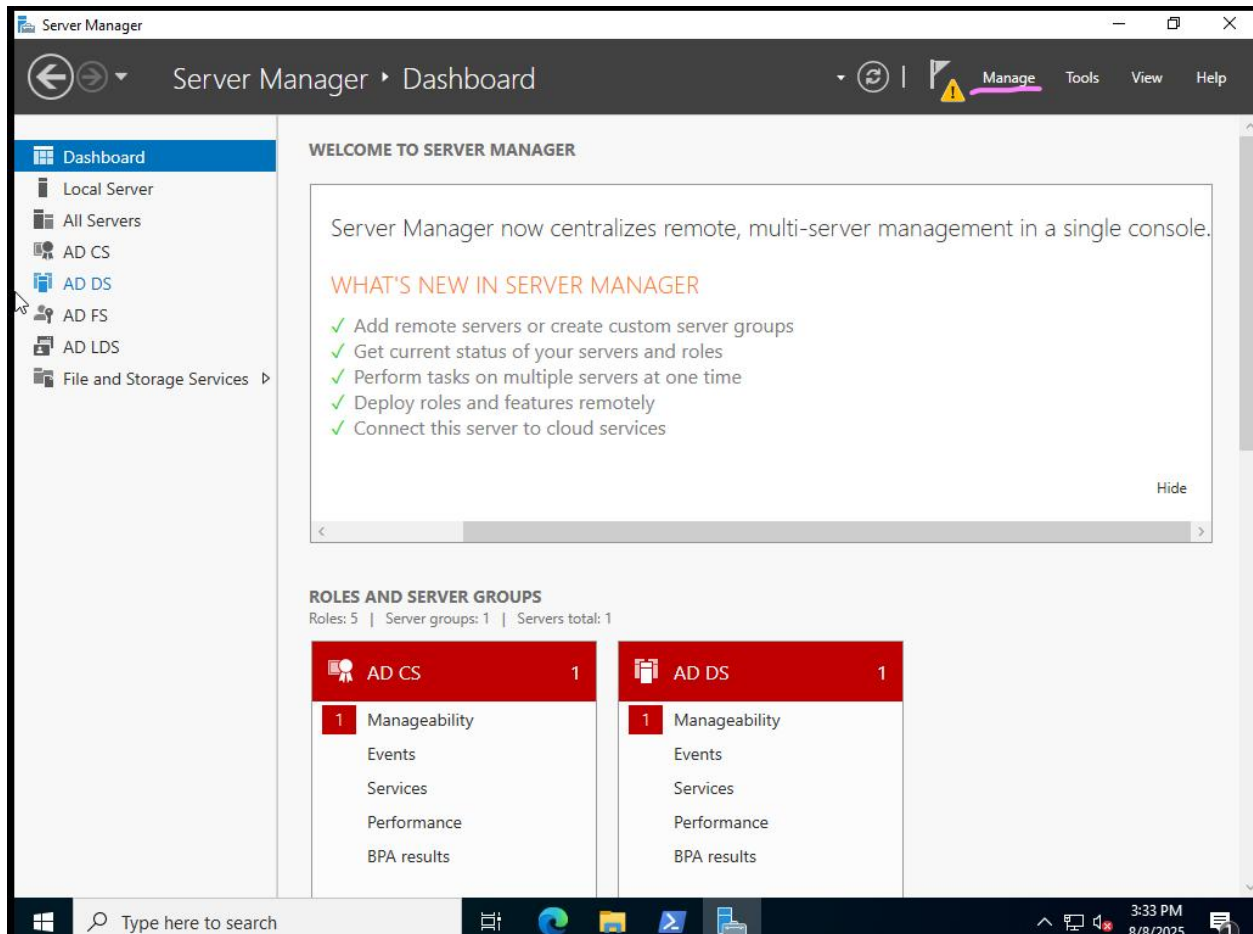 Server Manager
Server Manager ‣ Dashboard
Manage Tools View Help
Dashboard
Local Server
All Servers
AD CS
AD DS
AD FS
AD LDS
File and Storage Services
WELCOME TO SERVER MANAGER
Server Manager now centralizes remote, multi-server management in a single console.
WHAT'S NEW IN SERVER MANAGER
✓ Add remote servers or create custom server groups
✓ Get current status of your servers and roles
✓ Perform tasks on multiple servers at one time
✓ Deploy roles and features remotely
✓ Connect this server to cloud services
Hide
ROLES AND SERVER GROUPS
Roles: 5 | Server groups: 1 | Servers total: 1
AD CS 1
1 Manageability
Events
Services
Performance
BPA results
AD DS 1
1 Manageability
Events
Services
Performance
BPA results
Type here to search
3:33 PM
8/8/2025
1